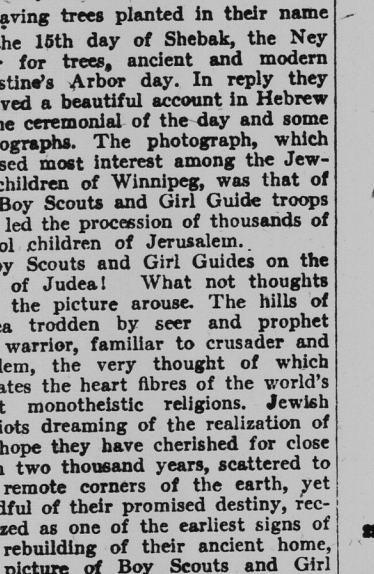 aving trees planted in their name
he 15th day of Shebak, the Ney
for trees, ancient and modern
stine's Arbor day. In reply they
ved a beautiful account in Hebrew
ne ceremonial of the day and some
ographs. The photograph, which
sed most interest among the Jew-
children of Winnipeg, was that of
Boy Scouts and Girl Guide troops
led the procession of thousands of
ol children of Jerusalem.
oy Scouts and Girl Guides on the
of Judea! What not thoughts
the picture arouse. The hills of
ea trodden by seer and prophet
warrior, familiar to crusader and
lem, the very thought of which
ates the heart fibres of the world's
t monotheistic religions. Jewish
iots dreaming of the realization of
hope they have cherished for close
n two thousand years, scattered to
remote corners of the earth, yet
dful of their promised destiny, rec-
zed as one of the earliest signs of
rebuilding of their ancient home,
picture of Boy Scouts and Girl